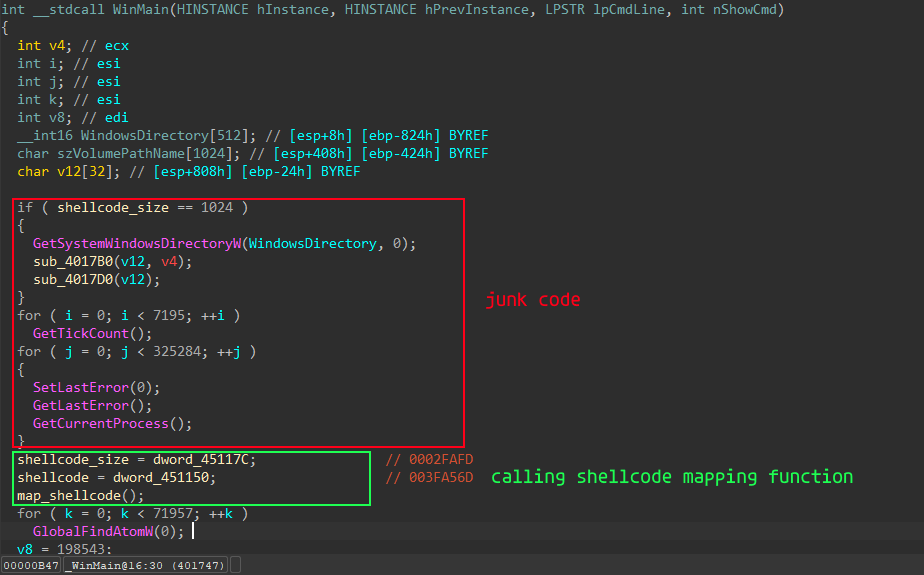 int __stdcall WinMain(HINSTANCE hInstance, HINSTANCE hPrevInstance, LPSTR lpCmdLine, int nShowCmd)
{
  int v4; // ecx
  int i; // esi
  int j; // esi
  int k; // esi
  int v8; // edi
  __int16 WindowsDirectory[512]; // [esp+8h] [ebp-824h] BYREF
  char szVolumePathName[1024]; // [esp+408h] [ebp-424h] BYREF
  char v12[32]; // [esp+808h] [ebp-24h] BYREF

  if ( shellcode_size == 1024 )
  {
    GetSystemWindowsDirectoryW(WindowsDirectory, 0);
    sub_4017B0(v12, v4);
    sub_4017D0(v12);
  }
junk code
  for ( i = 0; i < 7195; ++i )
    GetTickCount();
  for ( j = 0; j < 325284; ++j )
  {
    SetLastError(0);
    GetLastError();
    GetCurrentProcess();
  }
  shellcode_size = dword_45117C; // 0002FAFD
  shellcode = dword_451150; // 003FA56D
calling shellcode mapping function
  map_shellcode();
  for ( k = 0; k < 71957; ++k )
    GlobalFindAtomW(0);
  v8 = 198543;
00000B47 _WinMain@16:30 (401747)